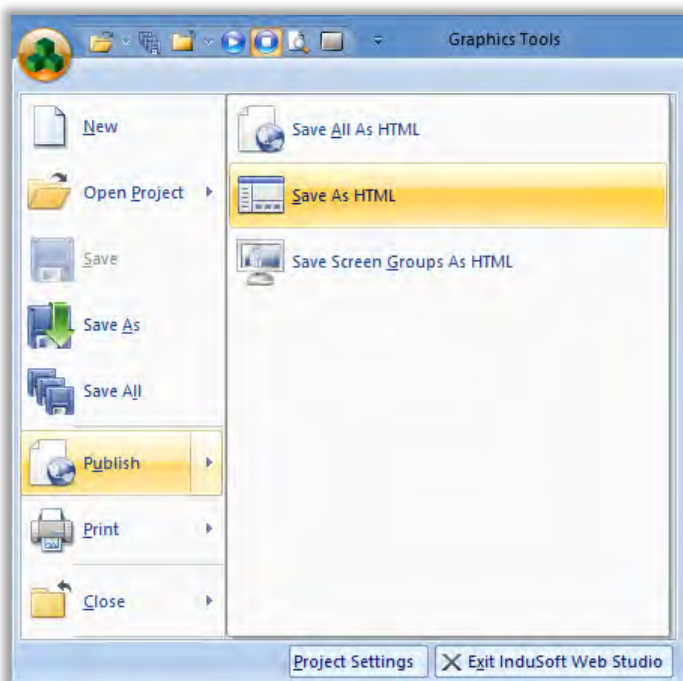 Graphics Tools
New
Open Project
Save
Save As
Save All
Publish
Print
Close
Save All As HTML
Save As HTML
Save Screen Groups As HTML
Project Settings
Exit InduSoft Web Studio